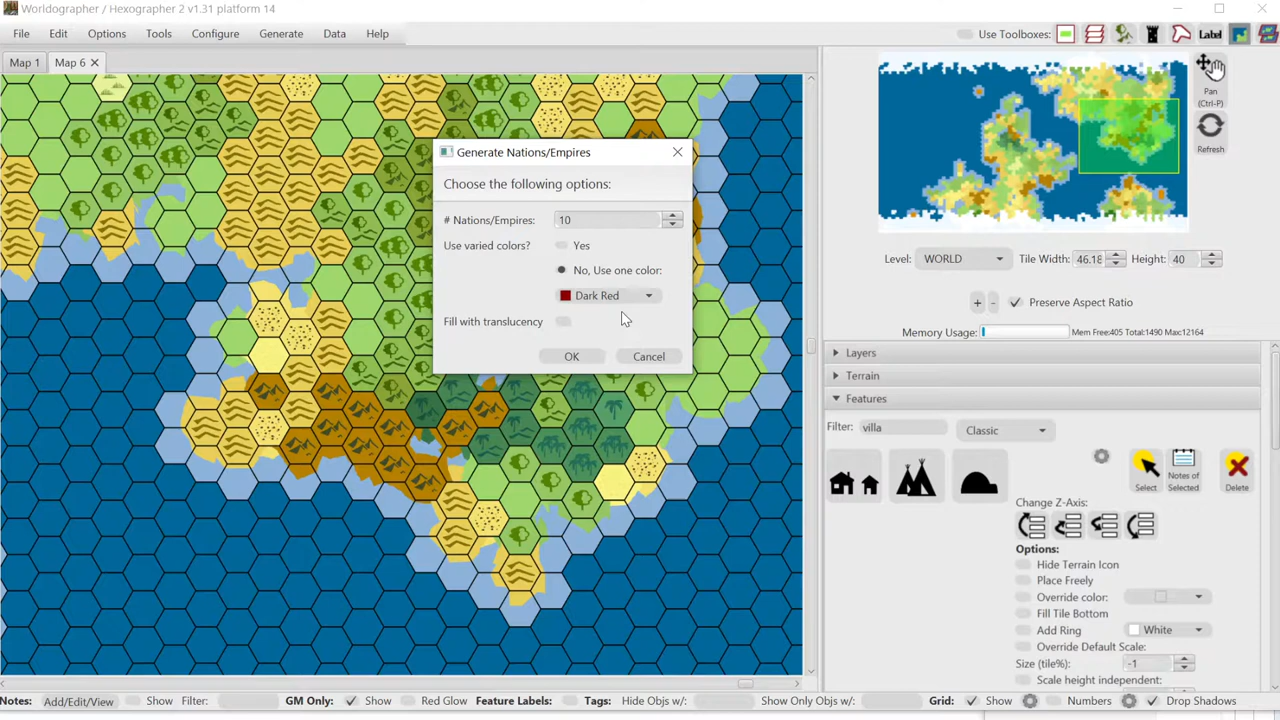 Worldographer / Hexographer 2 v1.31 platform 14
File Edit Options Tools Configure Generate Data Help
Use Toolboxes:
Label
Map 1
Map 6
Generate Nations/Empires
Choose the following options:
# Nations/Empires: 10
Use varied colors? Yes
No, Use one color:
Dark Red
Fill with translucency
OK Cancel
Pan
(Ctrl-P)
Refresh
Level: WORLD Tile Width: 46.18 Height: 40
+ - Preserve Aspect Ratio
Memory Usage: Mem Free:405 Total:1490 Max:12164
Layers
Terrain
Features
Filter: villa Classic
Select
Notes of
Selected
Delete
Change Z-Axis:
Options:
Hide Terrain Icon
Place Freely
Override color:
Fill Tile Bottom
Add Ring White
Override Default Scale:
Size (tile%): -1
Scale height independent:
Notes: Add/Edit/View Show Filter: GM Only: Show Red Glow Feature Labels: Tags: Hide Objs w/: Show Only Objs w/: Grid: Show Numbers Drop Shadows